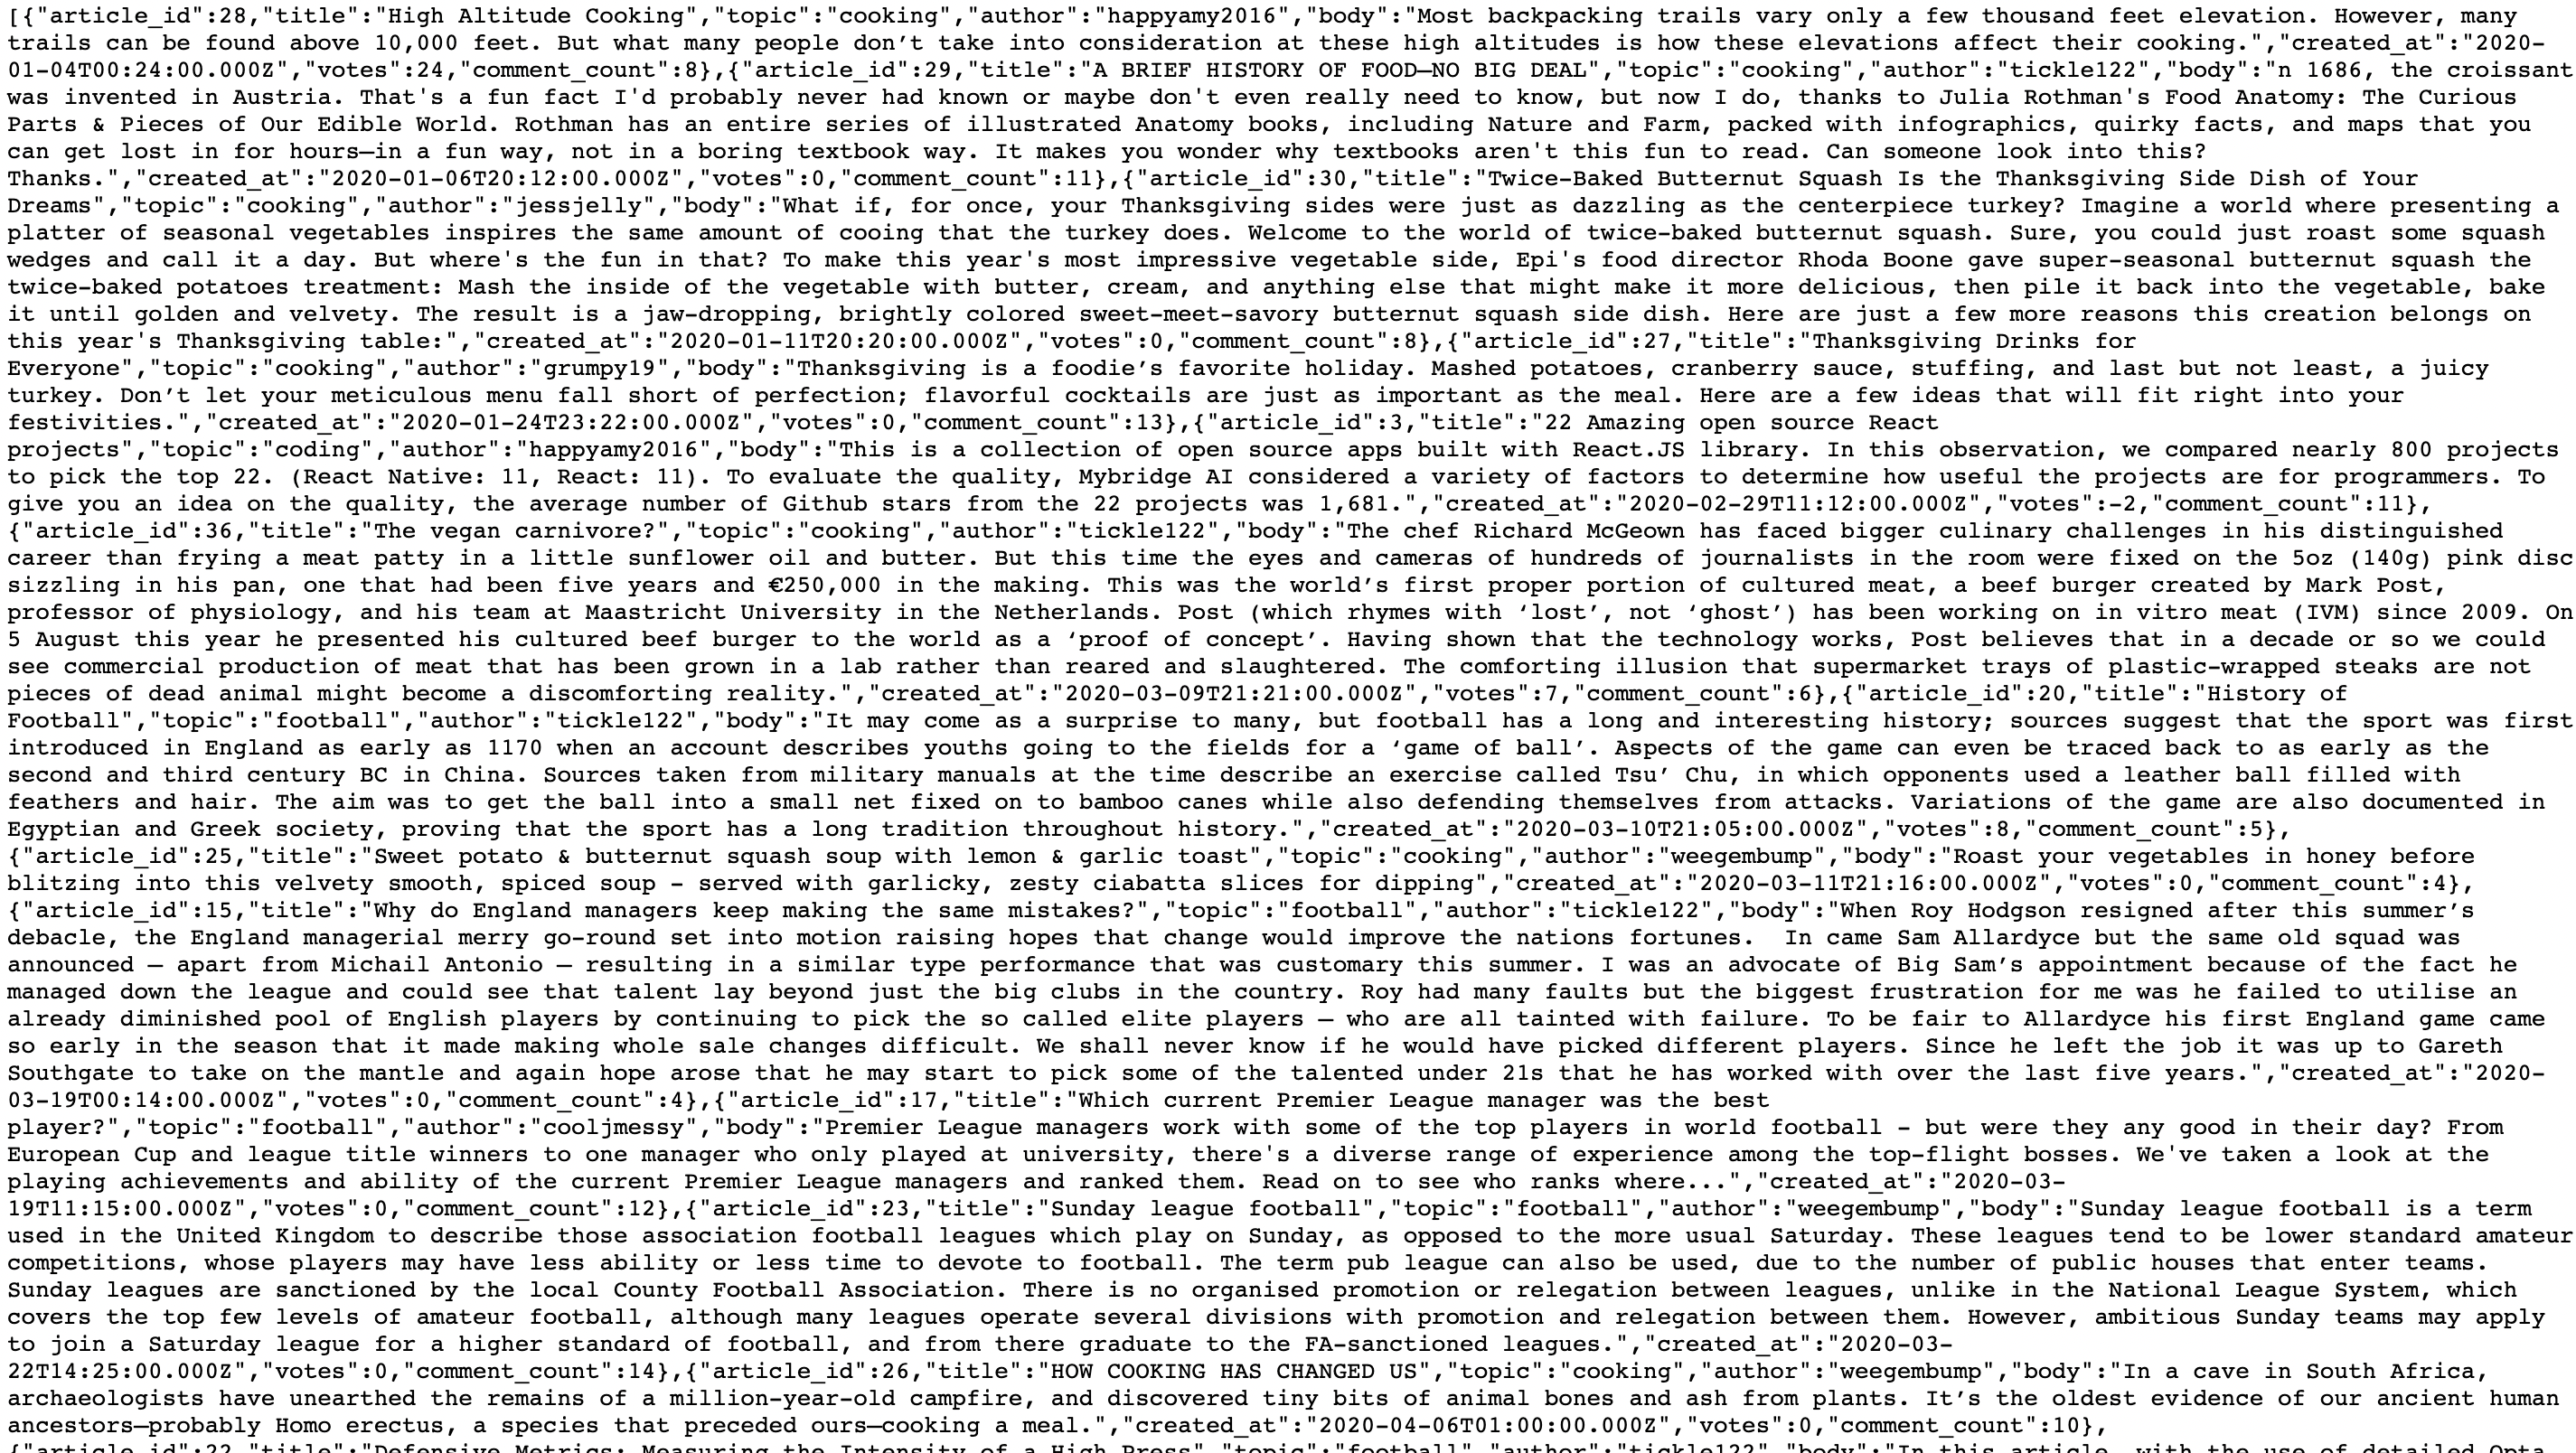 [{"article_id":28,"title":"High Altitude Cooking","topic":"cooking","author":"happyamy2016","body":"Most backpacking trails vary only a few thousand feet elevation. However, many
trails can be found above 10,000 feet. But what many people don’t take into consideration at these high altitudes is how these elevations affect their cooking.","created_at":"2020-
01-04T00:24:00.000Z","votes":24,"comment_count":8},{"article_id":29,"title":"A BRIEF HISTORY OF FOOD—NO BIG DEAL","topic":"cooking","author":"tickle122","body":"n 1686, the croissant
was invented in Austria. That's a fun fact I'd probably never had known or maybe don't even really need to know, but now I do, thanks to Julia Rothman's Food Anatomy: The Curious
Parts & Pieces of Our Edible World. Rothman has an entire series of illustrated Anatomy books, including Nature and Farm, packed with infographics, quirky facts, and maps that you
can get lost in for hours—in a fun way, not in a boring textbook way. It makes you wonder why textbooks aren't this fun to read. Can someone look into this?
Thanks.","created_at":"2020-01-06T20:12:00.000Z","votes":0,"comment_count":11},{"article_id":30,"title":"Twice-Baked Butternut Squash Is the Thanksgiving Side Dish of Your
Dreams","topic":"cooking","author":"jessjelly","body":"What if, for once, your Thanksgiving sides were just as dazzling as the centerpiece turkey? Imagine a world where presenting a
platter of seasonal vegetables inspires the same amount of cooing that the turkey does. Welcome to the world of twice-baked butternut squash. Sure, you could just roast some squash
wedges and call it a day. But where's the fun in that? To make this year's most impressive vegetable side, Epi's food director Rhoda Boone gave super-seasonal butternut squash the
twice-baked potatoes treatment: Mash the inside of the vegetable with butter, cream, and anything else that might make it more delicious, then pile it back into the vegetable, bake
it until golden and velvety. The result is a jaw-dropping, brightly colored sweet-meet-savory butternut squash side dish. Here are just a few more reasons this creation belongs on
this year's Thanksgiving table:","created_at":"2020-01-11T20:20:00.000Z","votes":0,"comment_count":8},{"article_id":27,"title":"Thanksgiving Drinks for
Everyone","topic":"cooking","author":"grumpy19","body":"Thanksgiving is a foodie’s favorite holiday. Mashed potatoes, cranberry sauce, stuffing, and last but not least, a juicy
turkey. Don’t let your meticulous menu fall short of perfection; flavorful cocktails are just as important as the meal. Here are a few ideas that will fit right into your
festivities.","created_at":"2020-01-24T23:22:00.000Z","votes":0,"comment_count":13},{"article_id":3,"title":"22 Amazing open source React
projects","topic":"coding","author":"happyamy2016","body":"This is a collection of open source apps built with React.JS library. In this observation, we compared nearly 800 projects
to pick the top 22. (React Native: 11, React: 11). To evaluate the quality, Mybridge AI considered a variety of factors to determine how useful the projects are for programmers. To
give you an idea on the quality, the average number of Github stars from the 22 projects was 1,681.","created_at":"2020-02-29T11:12:00.000Z","votes":-2,"comment_count":11},
{"article_id":36,"title":"The vegan carnivore?","topic":"cooking","author":"tickle122","body":"The chef Richard McGeown has faced bigger culinary challenges in his distinguished
career than frying a meat patty in a little sunflower oil and butter. But this time the eyes and cameras of hundreds of journalists in the room were fixed on the 5oz (140g) pink disc
sizzling in his pan, one that had been five years and €250,000 in the making. This was the world’s first proper portion of cultured meat, a beef burger created by Mark Post,
professor of physiology, and his team at Maastricht University in the Netherlands. Post (which rhymes with ‘lost’, not ‘ghost’) has been working on in vitro meat (IVM) since 2009. On
5 August this year he presented his cultured beef burger to the world as a ‘proof of concept’. Having shown that the technology works, Post believes that in a decade or so we could
see commercial production of meat that has been grown in a lab rather than reared and slaughtered. The comforting illusion that supermarket trays of plastic-wrapped steaks are not
pieces of dead animal might become a discomforting reality.","created_at":"2020-03-09T21:21:00.000Z","votes":7,"comment_count":6},{"article_id":20,"title":"History of
Football","topic":"football","author":"tickle122","body":"It may come as a surprise to many, but football has a long and interesting history; sources suggest that the sport was first
introduced in England as early as 1170 when an account describes youths going to the fields for a ‘game of ball’. Aspects of the game can even be traced back to as early as the
second and third century BC in China. Sources taken from military manuals at the time describe an exercise called Tsu’ Chu, in which opponents used a leather ball filled with
feathers and hair. The aim was to get the ball into a small net fixed on to bamboo canes while also defending themselves from attacks. Variations of the game are also documented in
Egyptian and Greek society, proving that the sport has a long tradition throughout history.","created_at":"2020-03-10T21:05:00.000Z","votes":8,"comment_count":5},
{"article_id":25,"title":"Sweet potato & butternut squash soup with lemon & garlic toast","topic":"cooking","author":"weegembump","body":"Roast your vegetables in honey before
blitzing into this velvety smooth, spiced soup - served with garlicky, zesty ciabatta slices for dipping","created_at":"2020-03-11T21:16:00.000Z","votes":0,"comment_count":4},
{"article_id":15,"title":"Why do England managers keep making the same mistakes?","topic":"football","author":"tickle122","body":"When Roy Hodgson resigned after this summer’s
debacle, the England managerial merry go-round set into motion raising hopes that change would improve the nations fortunes.  In came Sam Allardyce but the same old squad was
announced — apart from Michail Antonio — resulting in a similar type performance that was customary this summer. I was an advocate of Big Sam’s appointment because of the fact he
managed down the league and could see that talent lay beyond just the big clubs in the country. Roy had many faults but the biggest frustration for me was he failed to utilise an
already diminished pool of English players by continuing to pick the so called elite players — who are all tainted with failure. To be fair to Allardyce his first England game came
so early in the season that it made making whole sale changes difficult. We shall never know if he would have picked different players. Since he left the job it was up to Gareth
Southgate to take on the mantle and again hope arose that he may start to pick some of the talented under 21s that he has worked with over the last five years.","created_at":"2020-
03-19T00:14:00.000Z","votes":0,"comment_count":4},{"article_id":17,"title":"Which current Premier League manager was the best
player?","topic":"football","author":"cooljmessy","body":"Premier League managers work with some of the top players in world football - but were they any good in their day? From
European Cup and league title winners to one manager who only played at university, there's a diverse range of experience among the top-flight bosses. We've taken a look at the
playing achievements and ability of the current Premier League managers and ranked them. Read on to see who ranks where...","created_at":"2020-03-
19T11:15:00.000Z","votes":0,"comment_count":12},{"article_id":23,"title":"Sunday league football","topic":"football","author":"weegembump","body":"Sunday league football is a term
used in the United Kingdom to describe those association football leagues which play on Sunday, as opposed to the more usual Saturday. These leagues tend to be lower standard amateur
competitions, whose players may have less ability or less time to devote to football. The term pub league can also be used, due to the number of public houses that enter teams.
Sunday leagues are sanctioned by the local County Football Association. There is no organised promotion or relegation between leagues, unlike in the National League System, which
covers the top few levels of amateur football, although many leagues operate several divisions with promotion and relegation between them. However, ambitious Sunday teams may apply
to join a Saturday league for a higher standard of football, and from there graduate to the FA-sanctioned leagues.","created_at":"2020-03-
22T14:25:00.000Z","votes":0,"comment_count":14},{"article_id":26,"title":"HOW COOKING HAS CHANGED US","topic":"cooking","author":"weegembump","body":"In a cave in South Africa,
archaeologists have unearthed the remains of a million-year-old campfire, and discovered tiny bits of animal bones and ash from plants. It’s the oldest evidence of our ancient human
ancestors—probably Homo erectus, a species that preceded ours—cooking a meal.","created_at":"2020-04-06T01:00:00.000Z","votes":0,"comment_count":10},
{"article_id":22,"title":"Defensive Metrics: Measuring the Intensity of a High Press","topic":"football","author":"tickle122","body":"In this article, with the use of detailed Opta